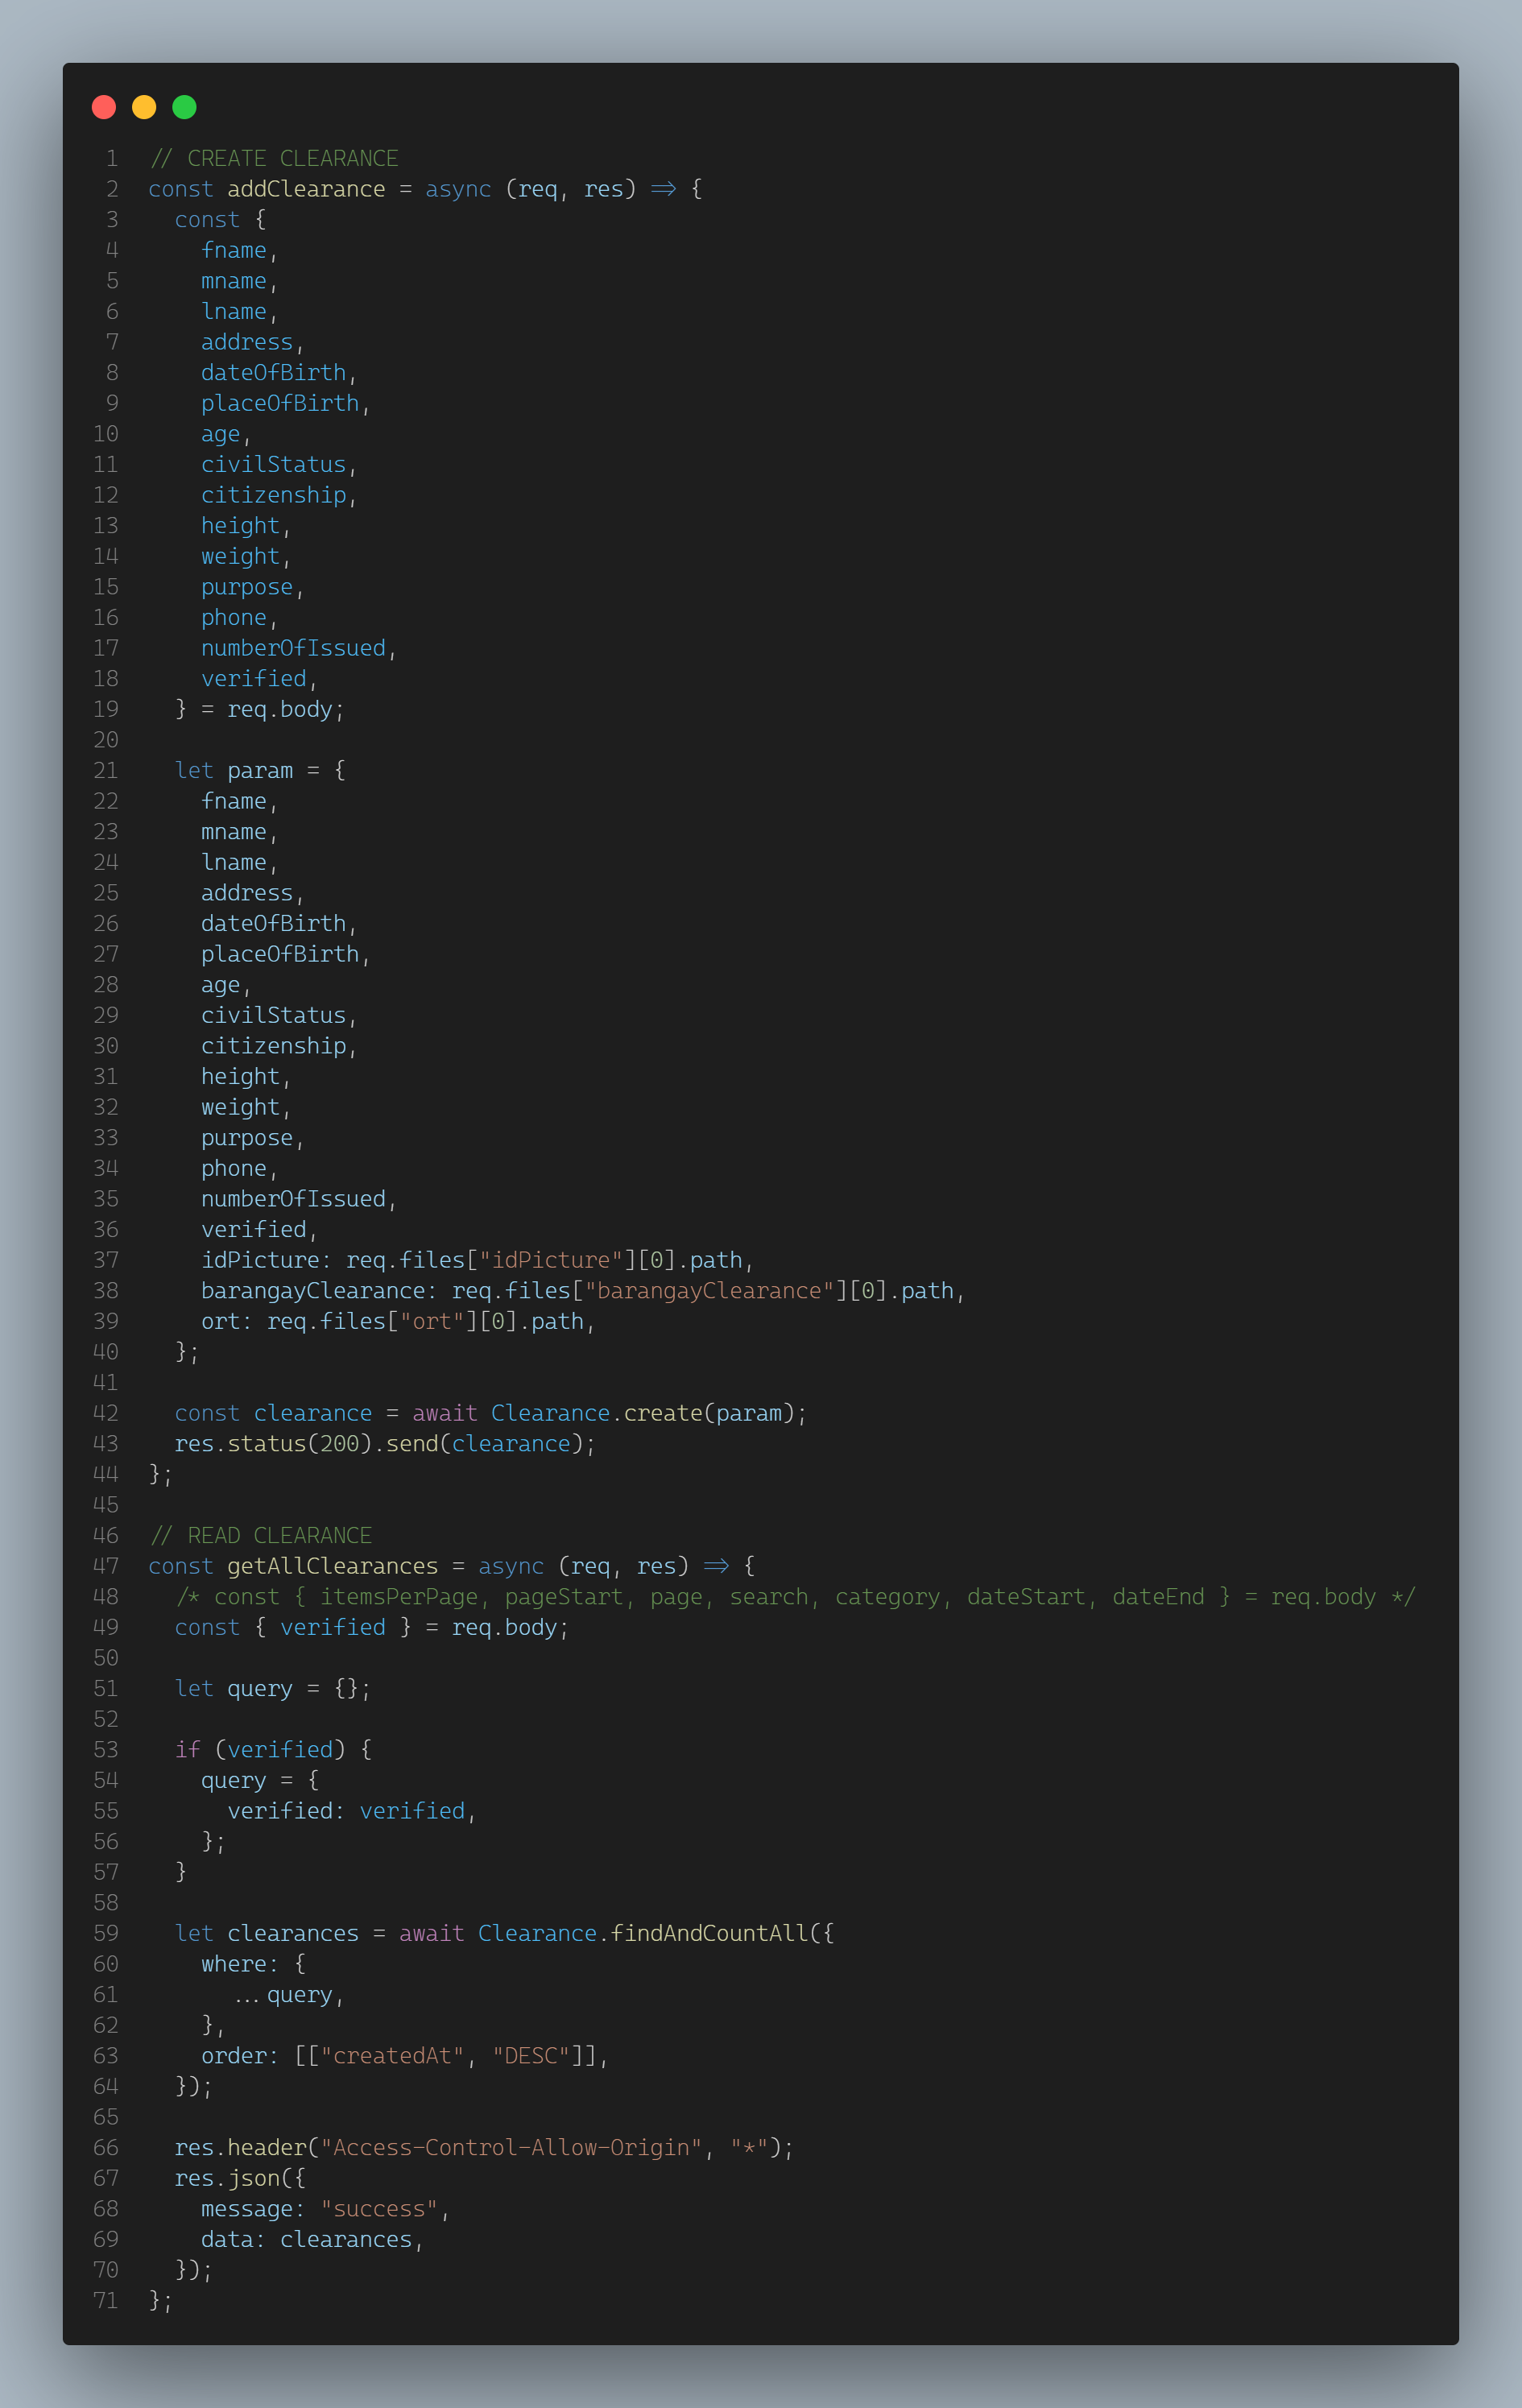 1 // CREATE CLEARANCE
2 const addClearance = async (req, res) => {
3   const {
4     fname,
5     mname,
6     lname,
7     address,
8     dateOfBirth,
9     placeOfBirth,
10     age,
11     civilStatus,
12     citizenship,
13     height,
14     weight,
15     purpose,
16     phone,
17     numberOfIssued,
18     verified,
19   } = req.body;
20
21   let param = {
22     fname,
23     mname,
24     lname,
25     address,
26     dateOfBirth,
27     placeOfBirth,
28     age,
29     civilStatus,
30     citizenship,
31     height,
32     weight,
33     purpose,
34     phone,
35     numberOfIssued,
36     verified,
37     idPicture: req.files["idPicture"][0].path,
38     barangayClearance: req.files["barangayClearance"][0].path,
39     ort: req.files["ort"][0].path,
40   };
41
42   const clearance = await Clearance.create(param);
43   res.status(200).send(clearance);
44 };
45
46 // READ CLEARANCE
47 const getAllClearances = async (req, res) => {
48   /* const { itemsPerPage, pageStart, page, search, category, dateStart, dateEnd } = req.body */
49   const { verified } = req.body;
50
51   let query = {};
52
53   if (verified) {
54     query = {
55       verified: verified,
56     };
57   }
58
59   let clearances = await Clearance.findAndCountAll({
60     where: {
61       ...query,
62     },
63     order: [["createdAt", "DESC"]],
64   });
65
66   res.header("Access-Control-Allow-Origin", "*");
67   res.json({
68     message: "success",
69     data: clearances,
70   });
71 };